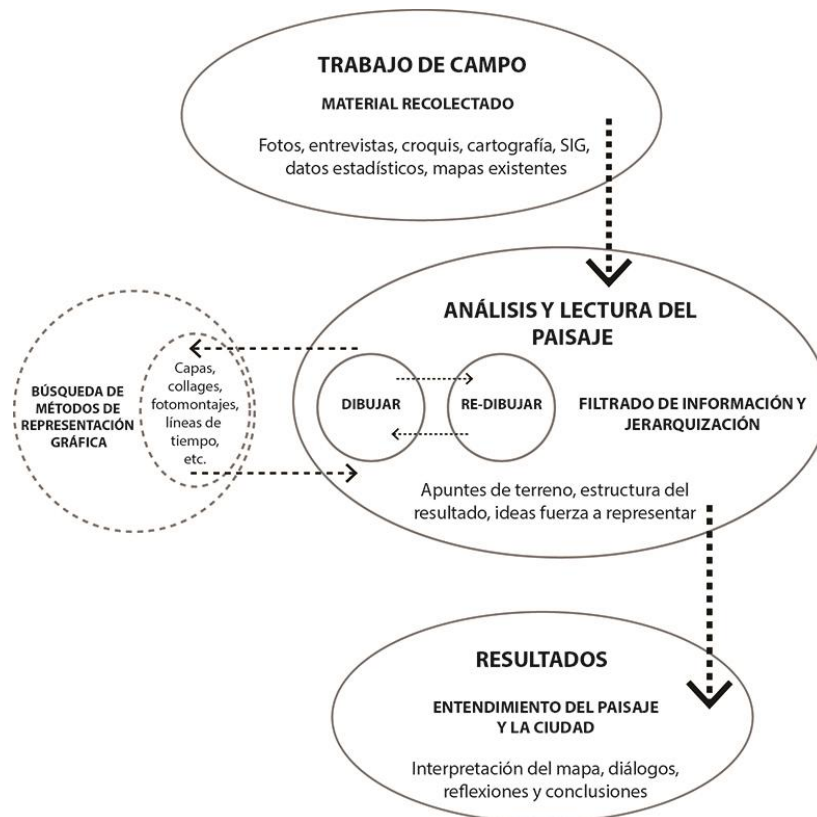 TRABAJO DE CAMPO
MATERIAL RECOLECTADO
Fotos, entrevistas, croquis, cartografía, SIG,
datos estadísticos, mapas existentes
ANÁLISIS Y LECTURA DEL
PAISAJE
BÚSQUEDA DE
MÉTODOS DE
REPRESENTACIÓN
GRÁFICA
Capas,
collages,
fotomontajes,
líneas de
tiempo,
etc.
DIBUJAR
RE-DIBUJAR
FILTRADO DE INFORMACIÓN Y
JERARQUIZACIÓN
Apuntes de terreno, estructura del
resultado, ideas fuerza a representar
RESULTADOS
ENTENDIMIENTO DEL PAISAJE
Y LA CIUDAD
Interpretación del mapa, diálogos,
reflexiones y conclusiones